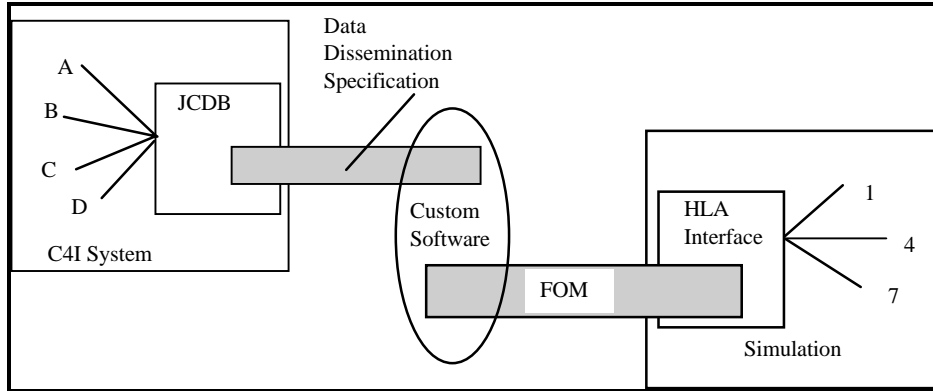 Data
Dissemination
Specification
A
B
C
D
JCDB
C4I System
Custom
Software
FOM
HLA
Interface
1
4
7
Simulation